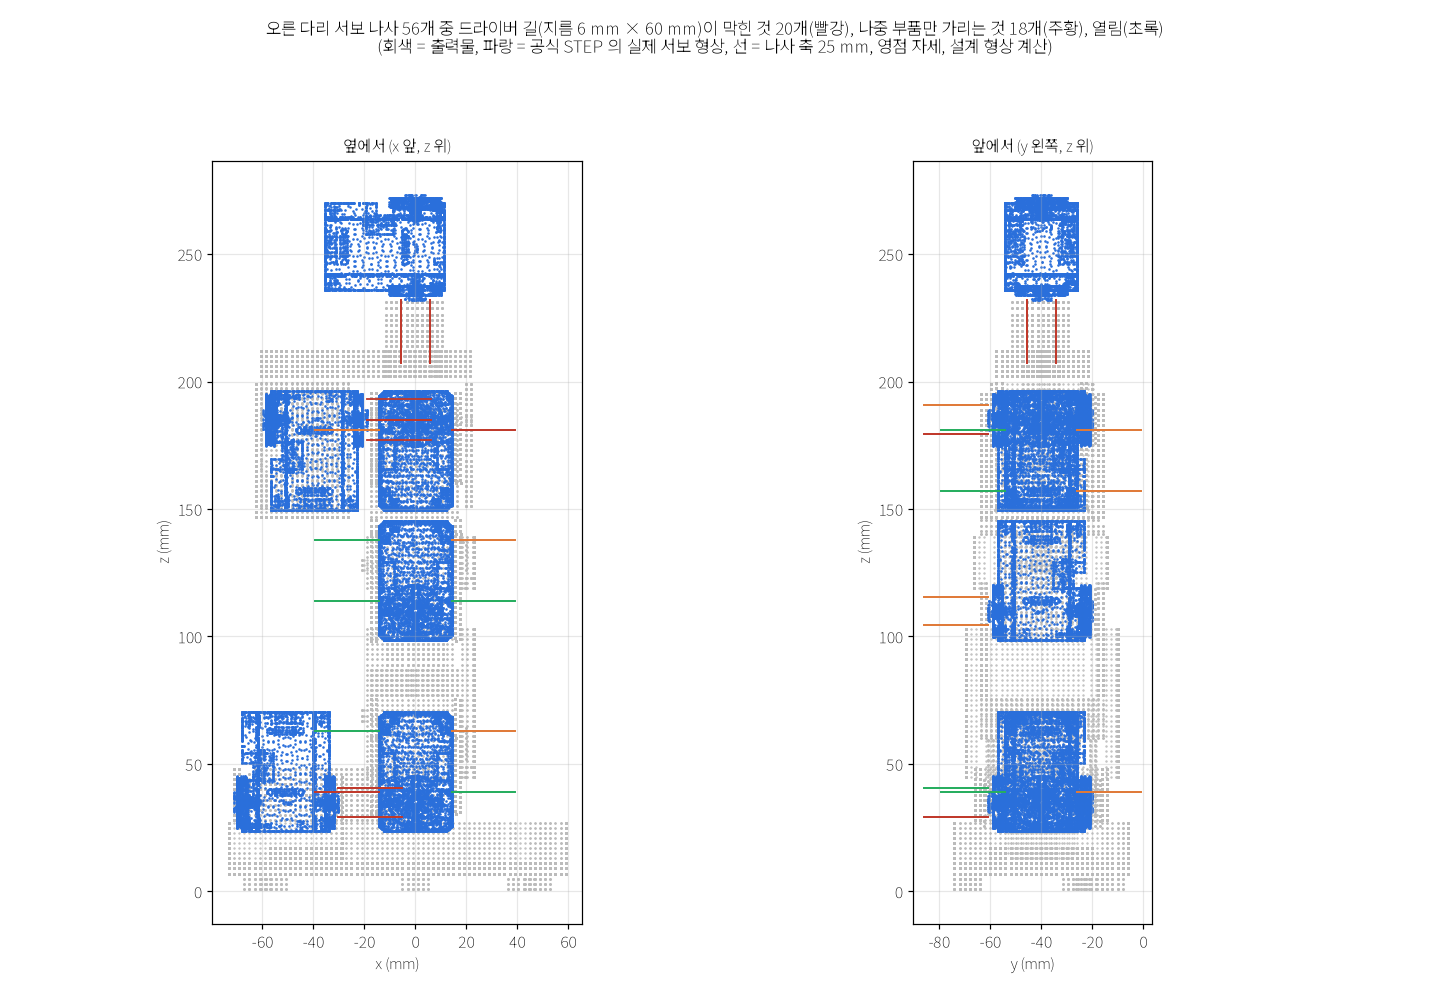 오른 다리 서보 나사 56개 중 드라이버 길(지름 6 mm × 60 mm)이 막힌 것 20개(빨강), 나중 부품만 가리는 것 18개(주황), 열림(초록)
(회색 = 출력물, 파랑 = 공식 STEP 의 실제 서보 형상, 선 = 나사 축 25 mm, 영점 자세, 설계 형상 계산)
옆에서 (x 앞, z 위)
250
200
150
100
50
0
z (mm)
-60 -40 -20 0 20 40 60
x (mm)
앞에서 (y 왼쪽, z 위)
250
200
150
100
50
0
z (mm)
-80 -60 -40 -20 0
y (mm)